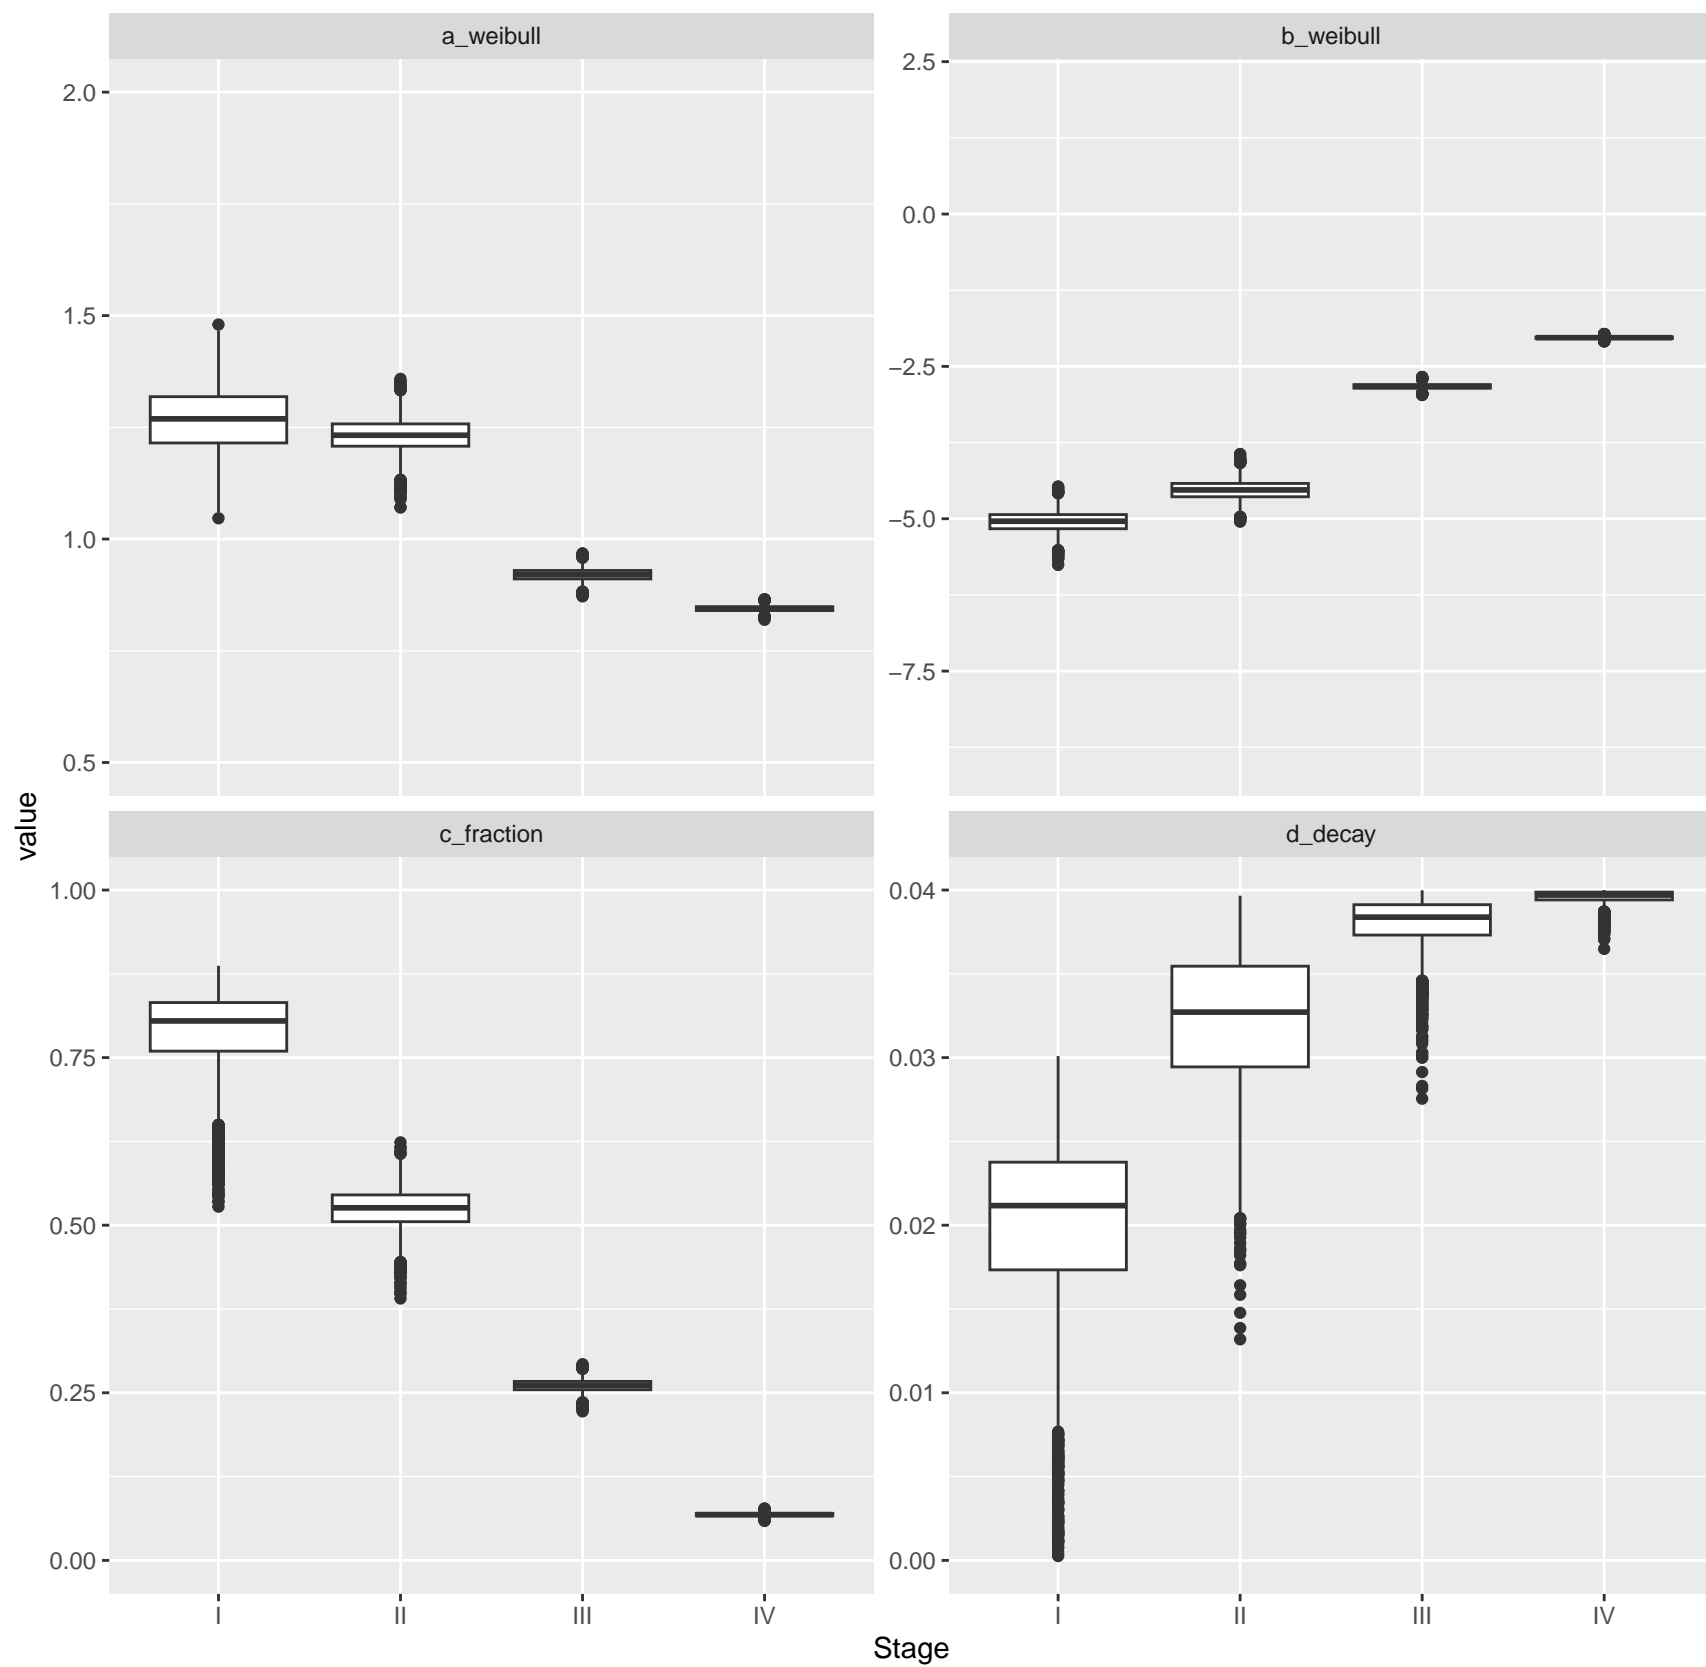 a_weibull
b_weibull
2.0
1.5
1.0
0.5
2.5
0.0
−2.5
−5.0
−7.5
value
c_fraction
d_decay
1.00
0.75
0.50
0.25
0.00
0.04
0.03
0.02
0.01
0.00
I II III IV
I II III IV
Stage